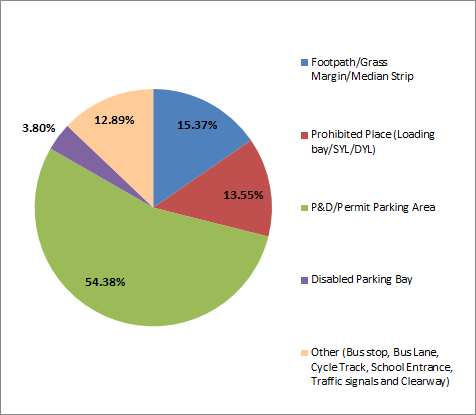 Footpath/Grass
Margin/Median Strip
15.37%
12.89%
3.80%
Prohibited Place (Loading
bay/SYL/DYL)
13.55%
P&D/Permit Parking Area
54.38%
Disabled Parking Bay
Other (Bus stop, Bus Lane,
Cycle Track, School Entrance,
Traffic signals and Clearway)